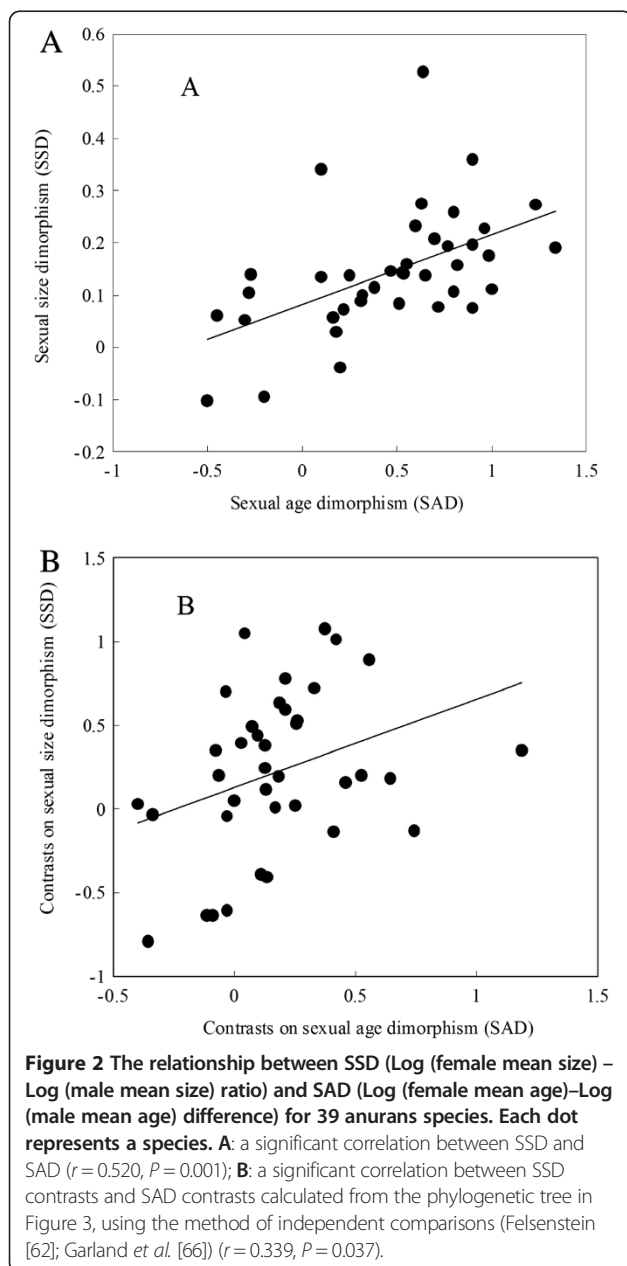 A
A
0.6
0.5
0.4
0.3
0.2
0.1
0
-0.1
-0.2
Sexual size dimorphism (SSD)
-1
-0.5
0
0.5
1
1.5
Sexual age dimorphism (SAD)
B
B
1.5
1
0.5
0
-0.5
-1
Contrasts on sexual size dimorphism (SSD)
-0.5
0
0.5
1
1.5
Contrasts on sexual age dimorphism (SAD)
Figure 2 The relationship between SSD (Log (female mean size) –
Log (male mean size) ratio) and SAD (Log (female mean age)–Log
(male mean age) difference) for 39 anurans species. Each dot
represents a species. A: a significant correlation between SSD and
SAD (r = 0.520, P = 0.001); B: a significant correlation between SSD
contrasts and SAD contrasts calculated from the phylogenetic tree in
Figure 3, using the method of independent comparisons (Felsenstein
[62]; Garland et al. [66]) (r = 0.339, P = 0.037).